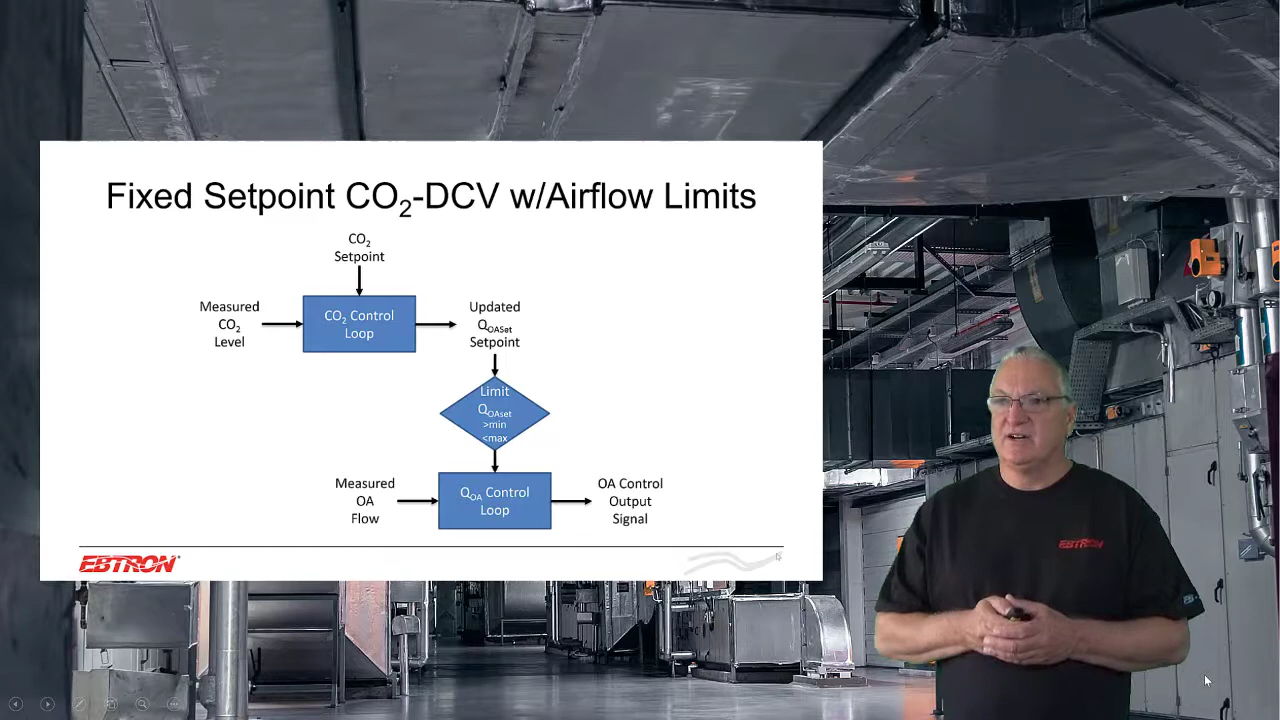 Fixed Setpoint CO2-DCV w/Airflow Limits
CO2
Setpoint
Measured
CO2
Level
CO2 Control
Loop
Updated
QOASet
Setpoint
Limit
QOAset
>min
<max
Measured
OA
Flow
QOA Control
Loop
OA Control
Output
Signal
EBTRON
EBTRON